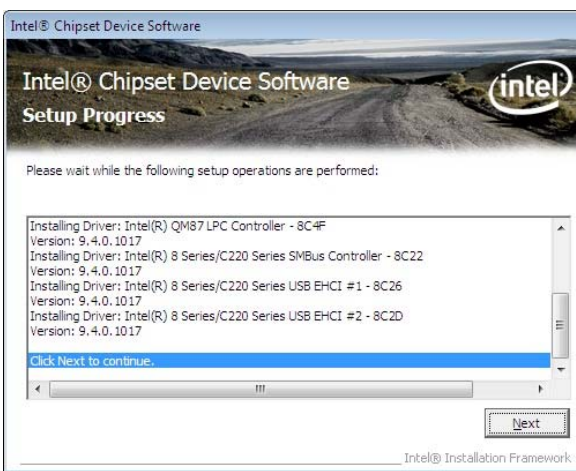 Intel® Chipset Device Software
Intel® Chipset Device Software
intel
Setup Progress
Please wait while the following setup operations are performed:
Installing Driver: Intel(R) QM87 LPC Controller - 8C4F
Version: 9.4.0.1017
Installing Driver: Intel(R) 8 Series/C220 Series SMBus Controller - 8C22
Version: 9.4.0.1017
Installing Driver: Intel(R) 8 Series/C220 Series USB EHCI #1 - 8C26
Version: 9.4.0.1017
Installing Driver: Intel(R) 8 Series/C220 Series USB EHCI #2 - 8C2D
Version: 9.4.0.1017
Click Next to continue.
Next
Intel® Installation Framework